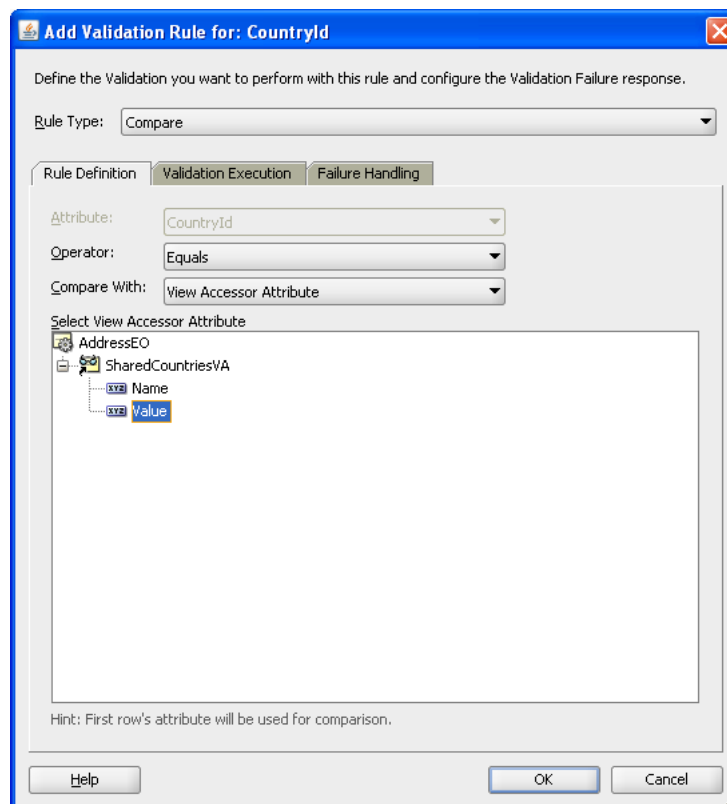 Add Validation Rule for: CountryId
Define the Validation you want to perform with this rule and configure the Validation Failure response.
Rule Type: Compare
Rule Definition Validation Execution Failure Handling
Attribute: CountryId
Operator: Equals
Compare With: View Accessor Attribute
Select View Accessor Attribute
AddressEO
SharedCountriesVA
xyz Name
xyz Value
Hint: First row's attribute will be used for comparison.
Help OK Cancel